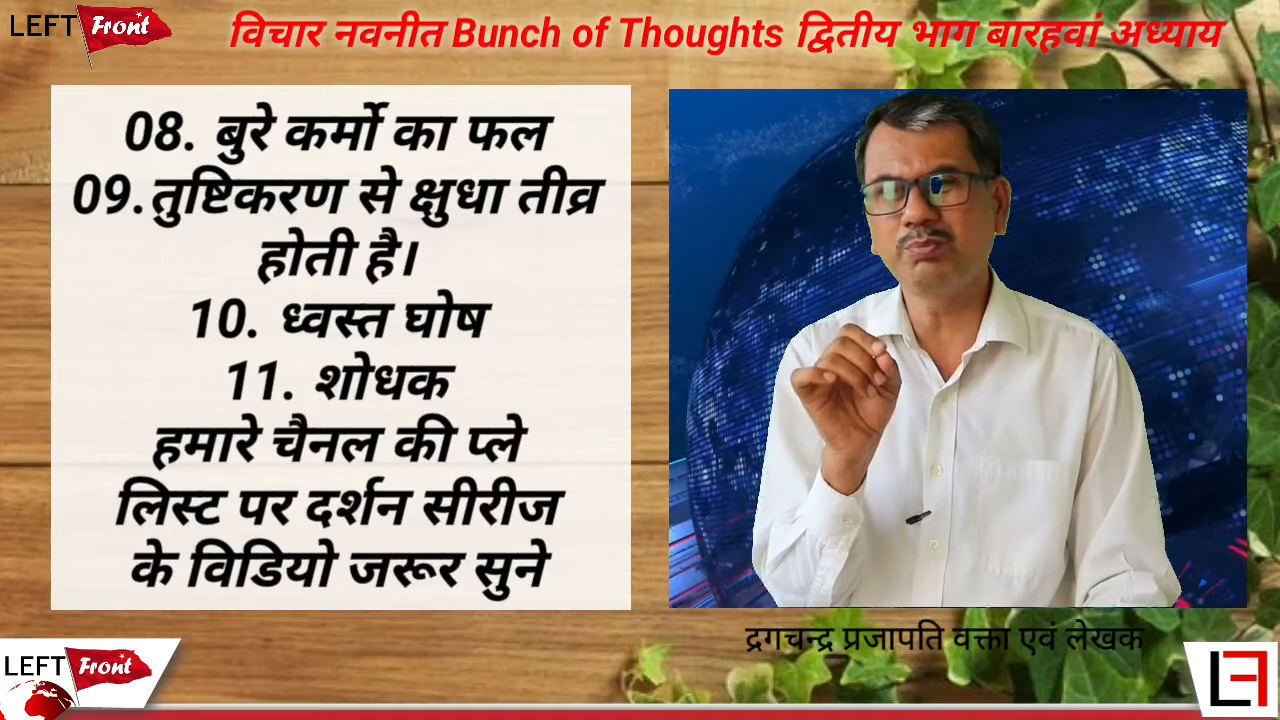 LEFT Front
विचार नवनीत Bunch of Thoughts द्वितीय भाग बारहवां अध्याय
08. बुरे कर्मो का फल
09.तुष्टिकरण से क्षुधा तीव्र
होती है।
10. ध्वस्त घोष
11. शोधक
हमारे चैनल की प्ले
लिस्ट पर दर्शन सीरीज
के विडियो जरूर सुने
द्रगचन्द्र प्रजापति वक्ता एवं लेखक
LEFT Front
LF